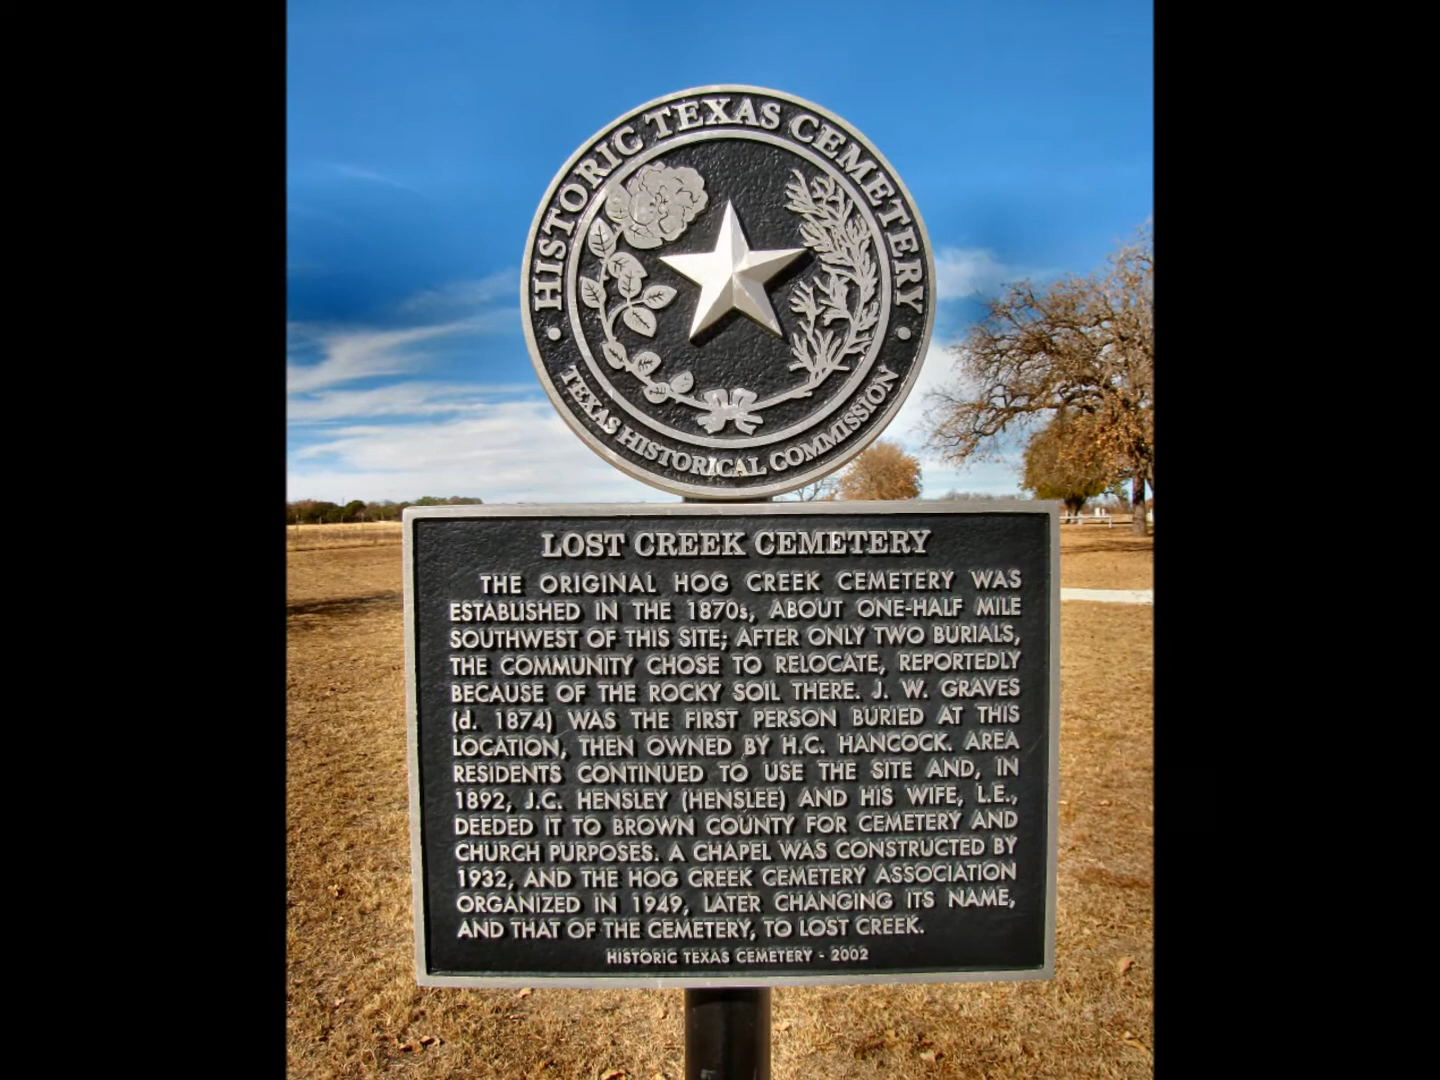 HISTORIC TEXAS CEMETERY
TEXAS HISTORICAL COMMISSION
LOST CREEK CEMETERY
THE ORIGINAL HOG CREEK CEMETERY WAS
ESTABLISHED IN THE 1870s, ABOUT ONE-HALF MILE
SOUTHWEST OF THIS SITE; AFTER ONLY TWO BURIALS,
THE COMMUNITY CHOSE TO RELOCATE, REPORTEDLY
BECAUSE OF THE ROCKY SOIL THERE. J. W. GRAVES
(d. 1874) WAS THE FIRST PERSON BURIED AT THIS
LOCATION, THEN OWNED BY H.C. HANCOCK. AREA
RESIDENTS CONTINUED TO USE THE SITE AND, IN
1892, J.C. HENSLEY (HENSLEE) AND HIS WIFE, L.E.,
DEEDED IT TO BROWN COUNTY FOR CEMETERY AND
CHURCH PURPOSES. A CHAPEL WAS CONSTRUCTED BY
1932, AND THE HOG CREEK CEMETERY ASSOCIATION
ORGANIZED IN 1949, LATER CHANGING ITS NAME,
AND THAT OF THE CEMETERY, TO LOST CREEK.
HISTORIC TEXAS CEMETERY - 2002